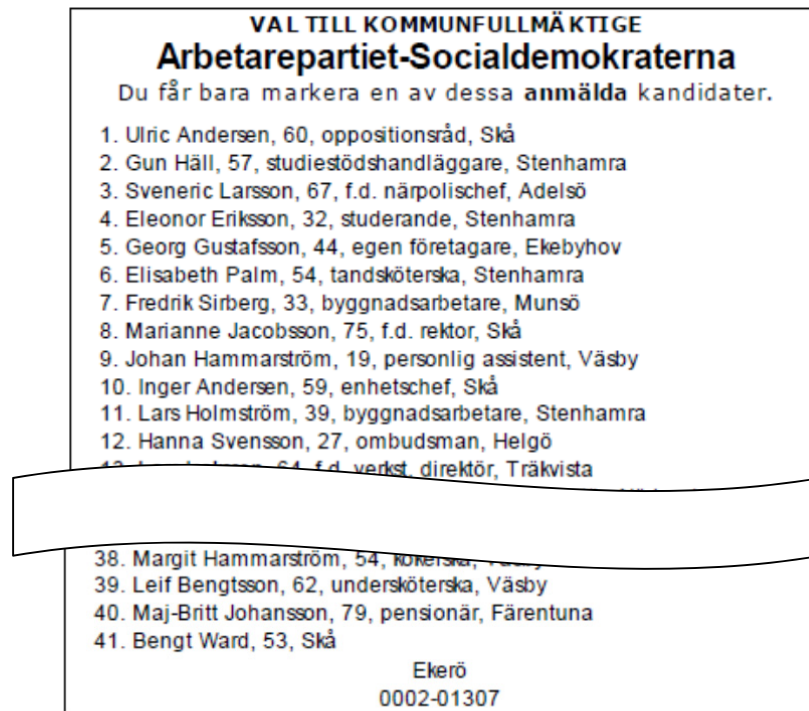 VAL TILL KOMMUNFULLMÄKTIGE
Arbetarepartiet-Socialdemokraterna
Du får bara markera en av dessa anmälda kandidater.
1. Ulric Andersen, 60, oppositionsråd, Skå
2. Gun Häll, 57, studiestödshandläggare, Stenhamra
3. Sveneric Larsson, 67, f.d. närpolischef, Adelsö
4. Eleonor Eriksson, 32, studerande, Stenhamra
5. Georg Gustafsson, 44, egen företagare, Ekebyhov
6. Elisabeth Palm, 54, tandsköterska, Stenhamra
7. Fredrik Sirberg, 33, byggnadsarbetare, Munsö
8. Marianne Jacobsson, 75, f.d. rektor, Skå
9. Johan Hammarström, 19, personlig assistent, Väsby
10. Inger Andersen, 59, enhetschef, Skå
11. Lars Holmström, 39, byggnadsarbetare, Stenhamra
12. Hanna Svensson, 27, ombudsman, Helgö
64, f.d. verkst. direktör, Träkvista
38. Margit Hammarström, 54, kokerska, Väsby
39. Leif Bengtsson, 62, undersköterska, Väsby
40. Maj-Britt Johansson, 79, pensionär, Färentuna
41. Bengt Ward, 53, Skå
Ekerö
0002-01307